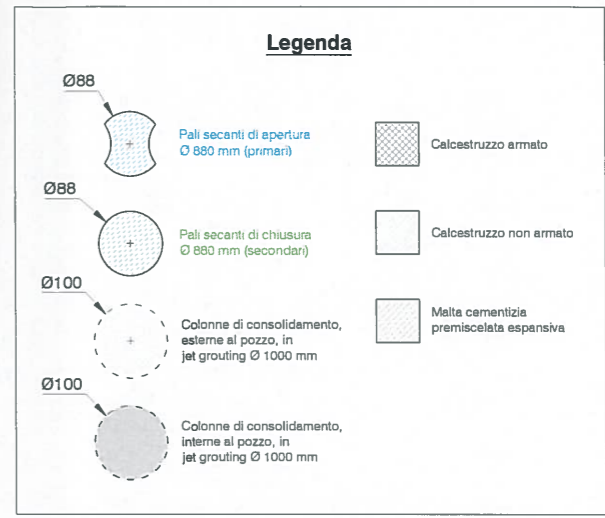 Legenda
Ø88
Pali secanti di apertura
Ø 880 mm (primari)
Ø88
Pali secanti di chiusura
Ø 880 mm (secondari)
Ø100
Colonne di consolidamento,
esterne al pozzo, in
jet grouting Ø 1000 mm
Ø100
Colonne di consolidamento,
interne al pozzo, in
jet grouting Ø 1000 mm
Calcestruzzo armato
Calcestruzzo non armato
Malta cementizia
premiscelata espansiva